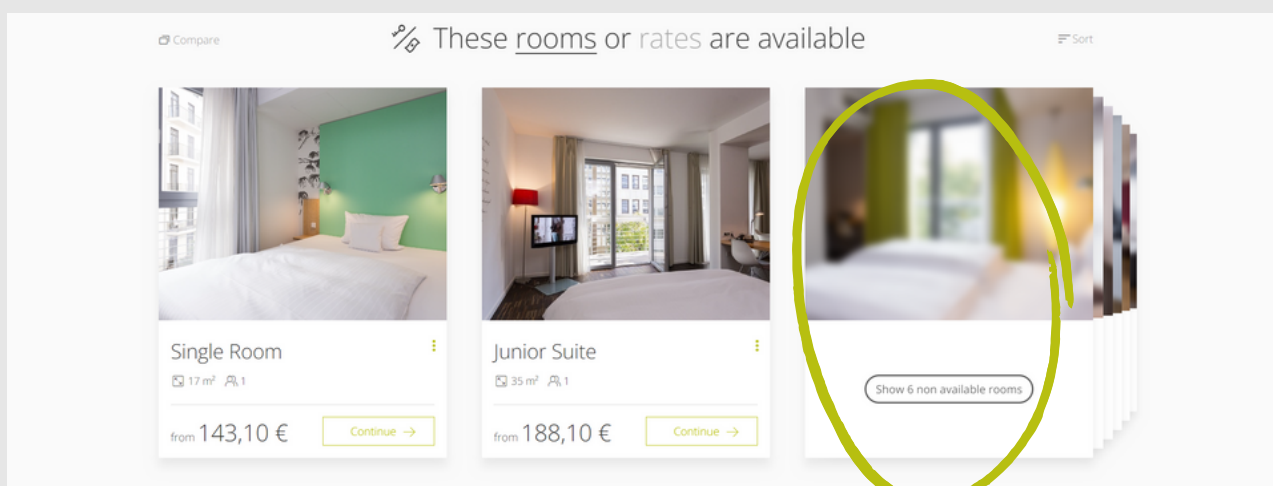 Compare
These rooms or rates are available
Sort
Single Room
17 m² 1
from 143,10 €
Continue →
Junior Suite
35 m² 1
from 188,10 €
Continue →
Show 6 non available rooms